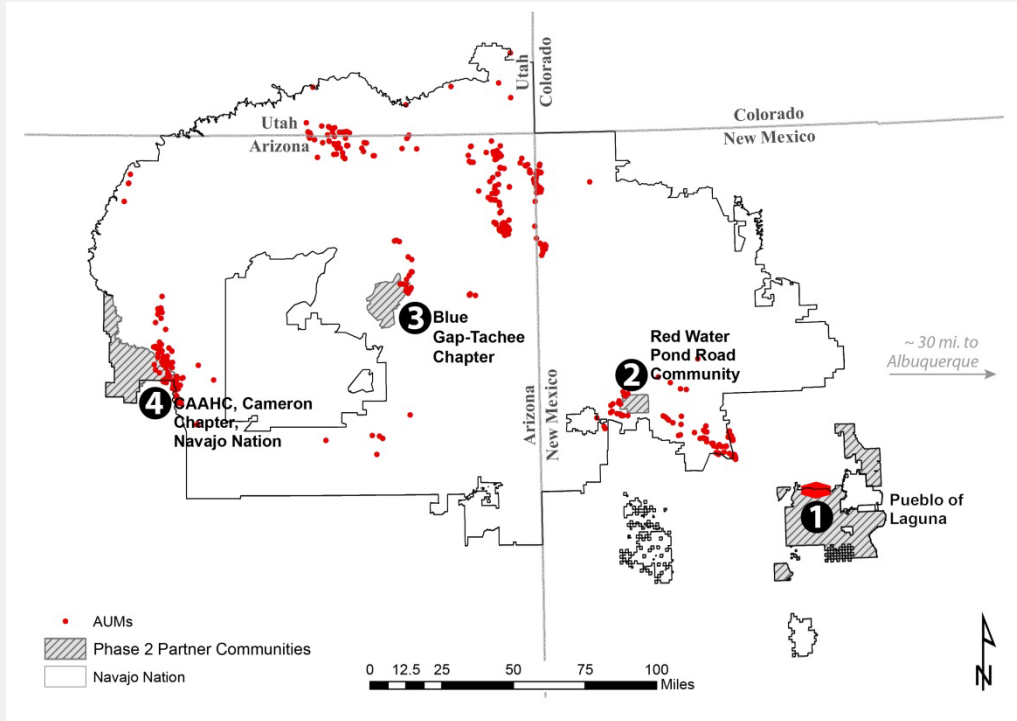 Utah
Colorado
Colorado
New Mexico
Utah
Arizona
3
Blue
Gap-Tachee
Chapter
Red Water
Pond Road
Community
2
~ 30 mi. to
Albuquerque
4
CAAHC, Cameron
Chapter,
Navajo Nation
Arizona
New Mexico
1
Pueblo of
Laguna
AUMs
Phase 2 Partner Communities
Navajo Nation
0 12.5 25 50 75 100
Miles
N